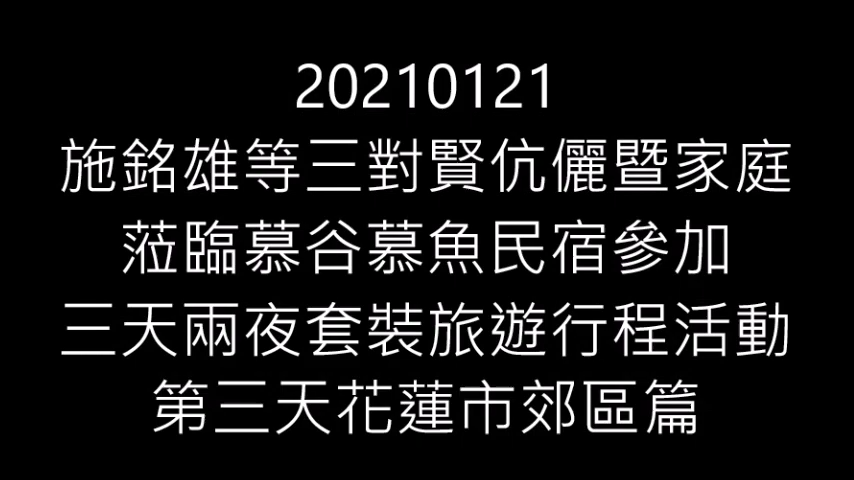 20210121
施銘雄等三對賢伉儷暨家庭
蒞臨慕谷慕魚民宿參加
三天兩夜套裝旅遊行程活動
第三天花蓮市郊區篇